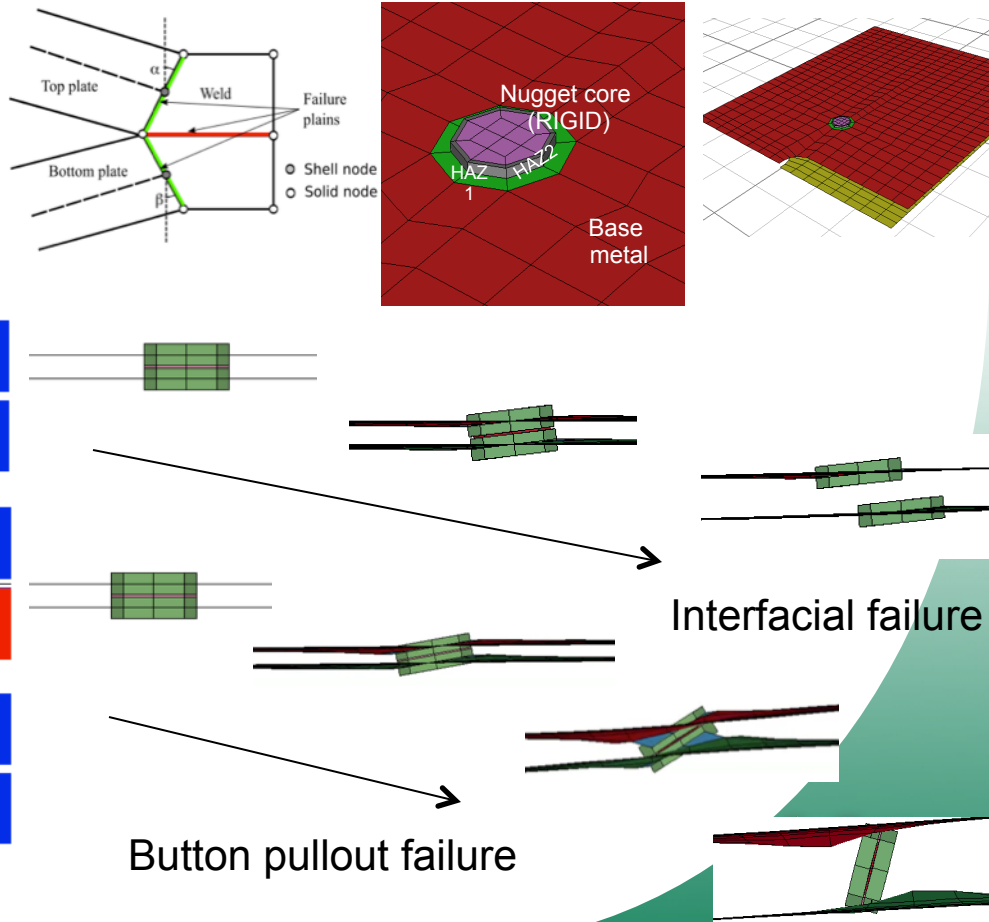 α
Top plate
Weld
Failure
plains
Bottom plate
β
Shell node
Solid node
Nugget core
(RIGID)
HAZ
1
HAZ2
Base
metal
Interfacial failure
Button pullout failure